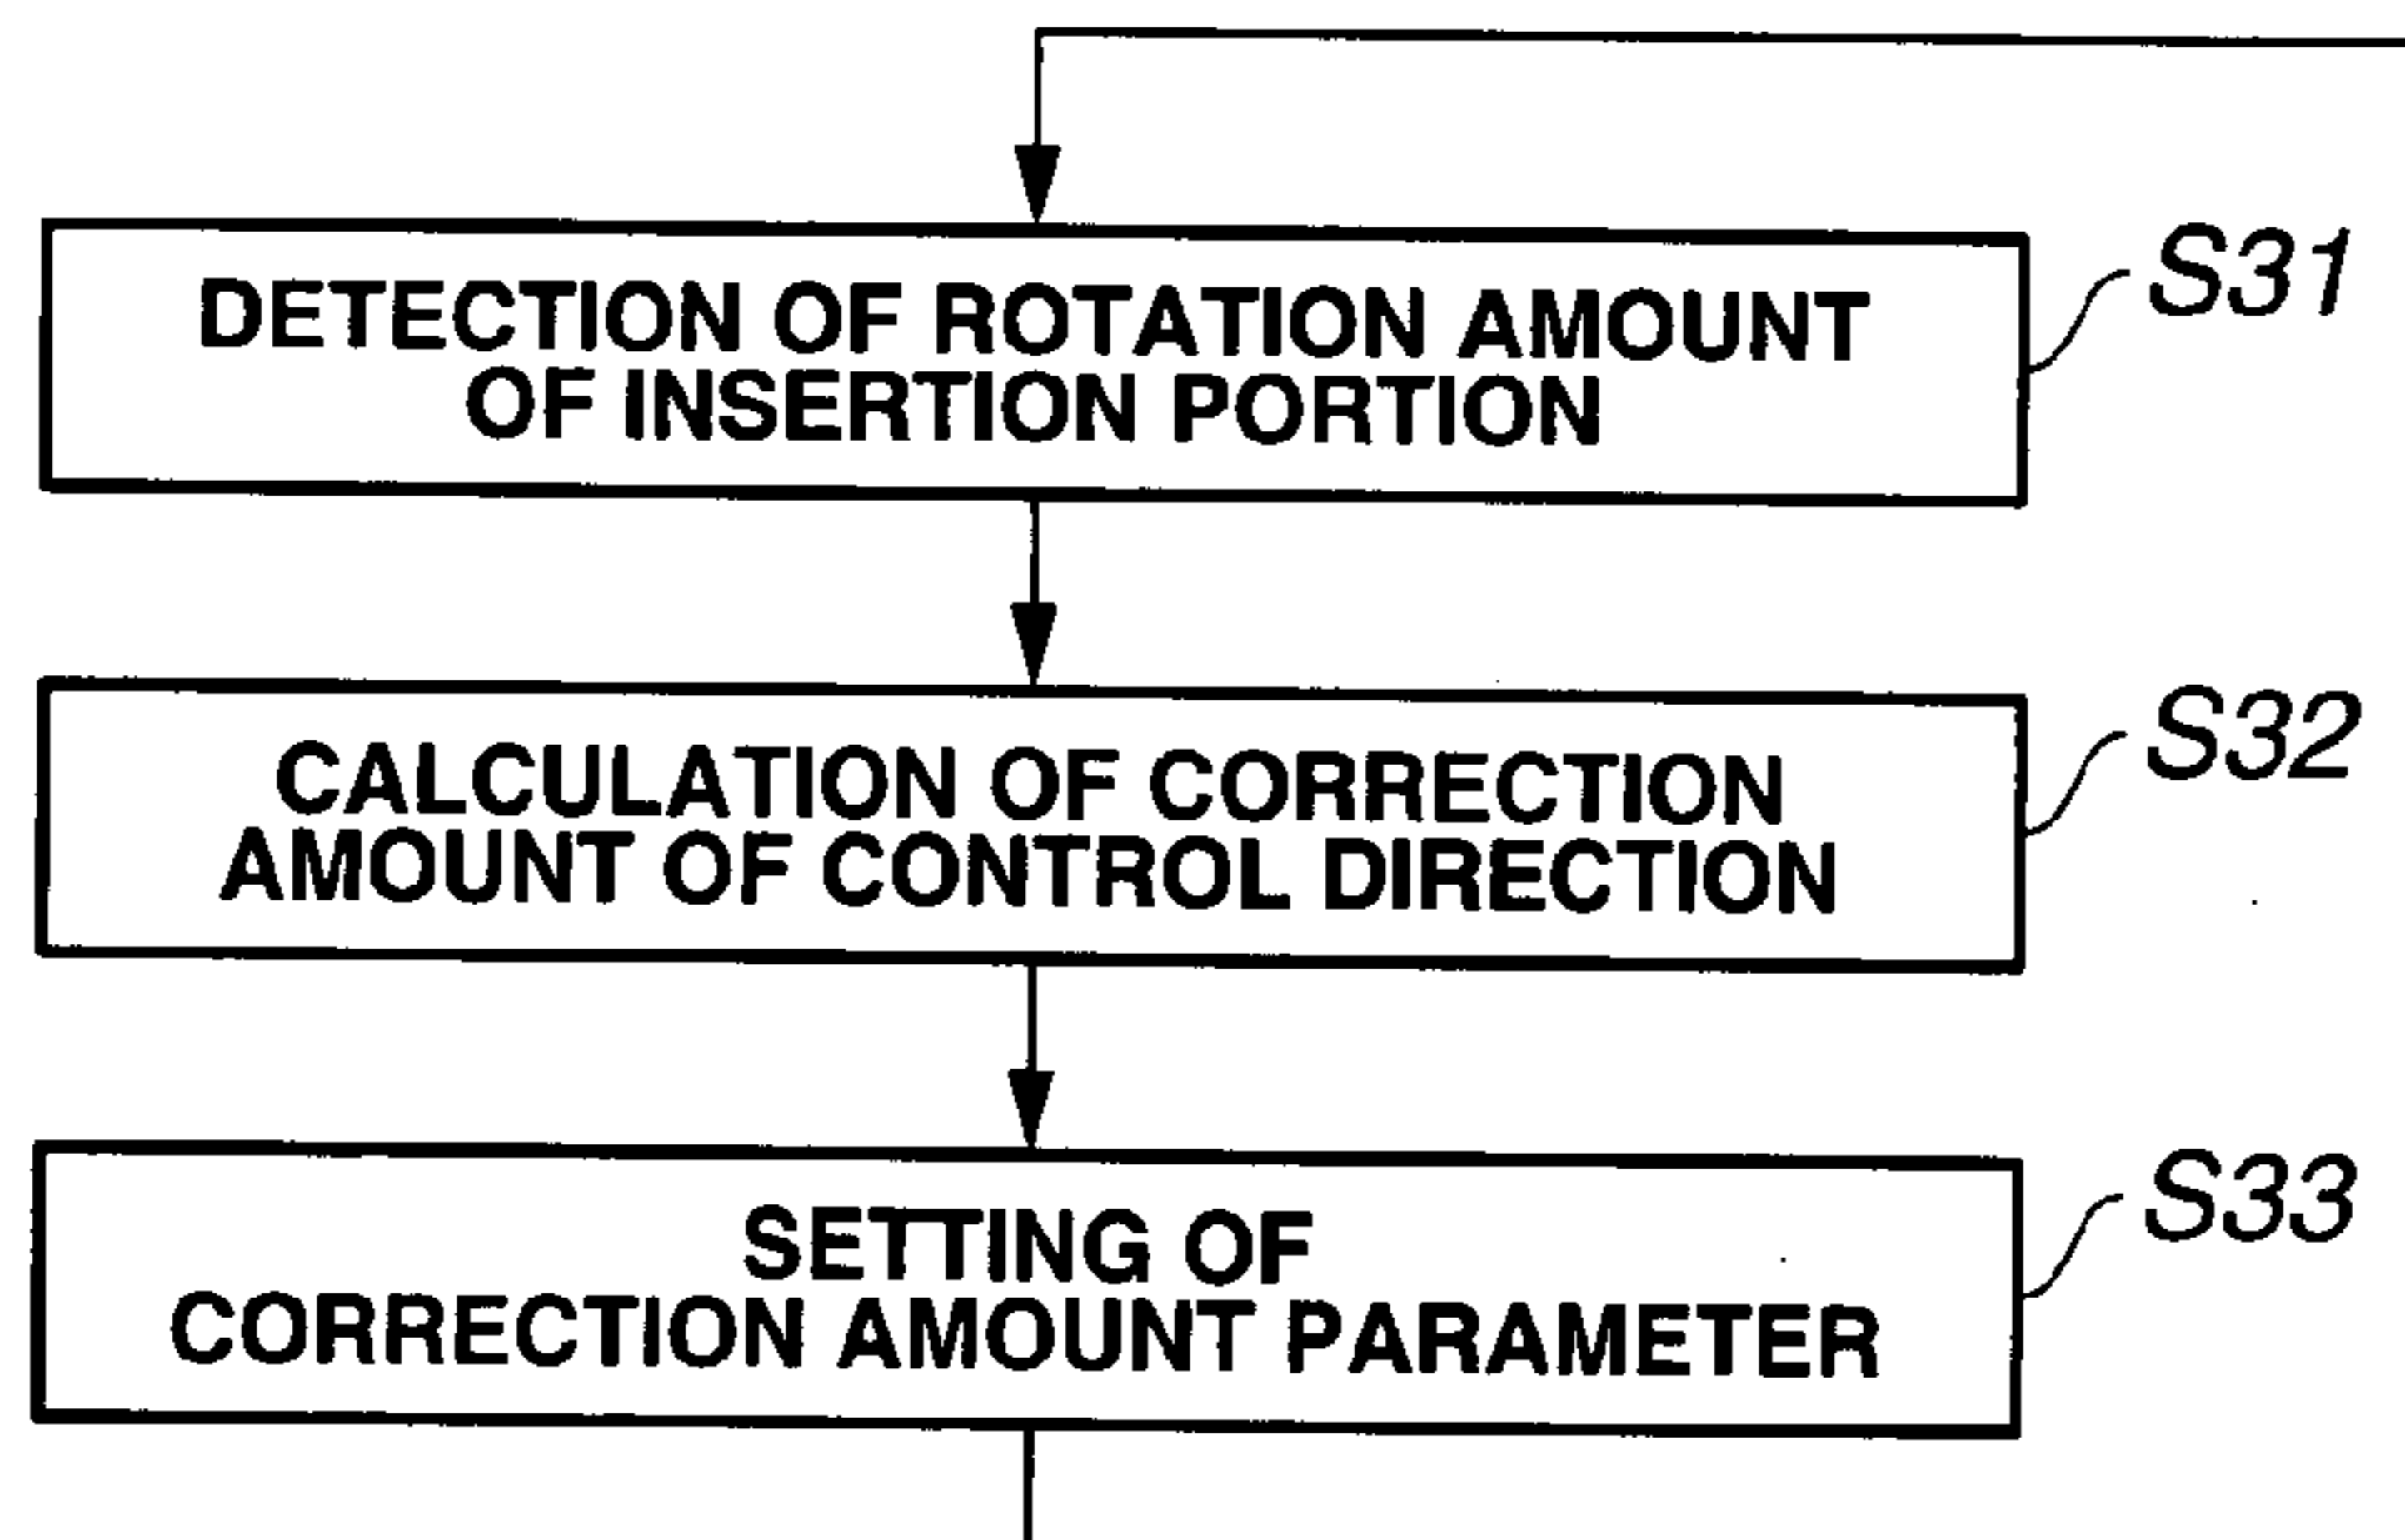 DETECTION OF ROTATION AMOUNT
OF INSERTION PORTION
S31
CALCULATION OF CORRECTION
AMOUNT OF CONTROL DIRECTION
S32
SETTING OF
CORRECTION AMOUNT PARAMETER
S33